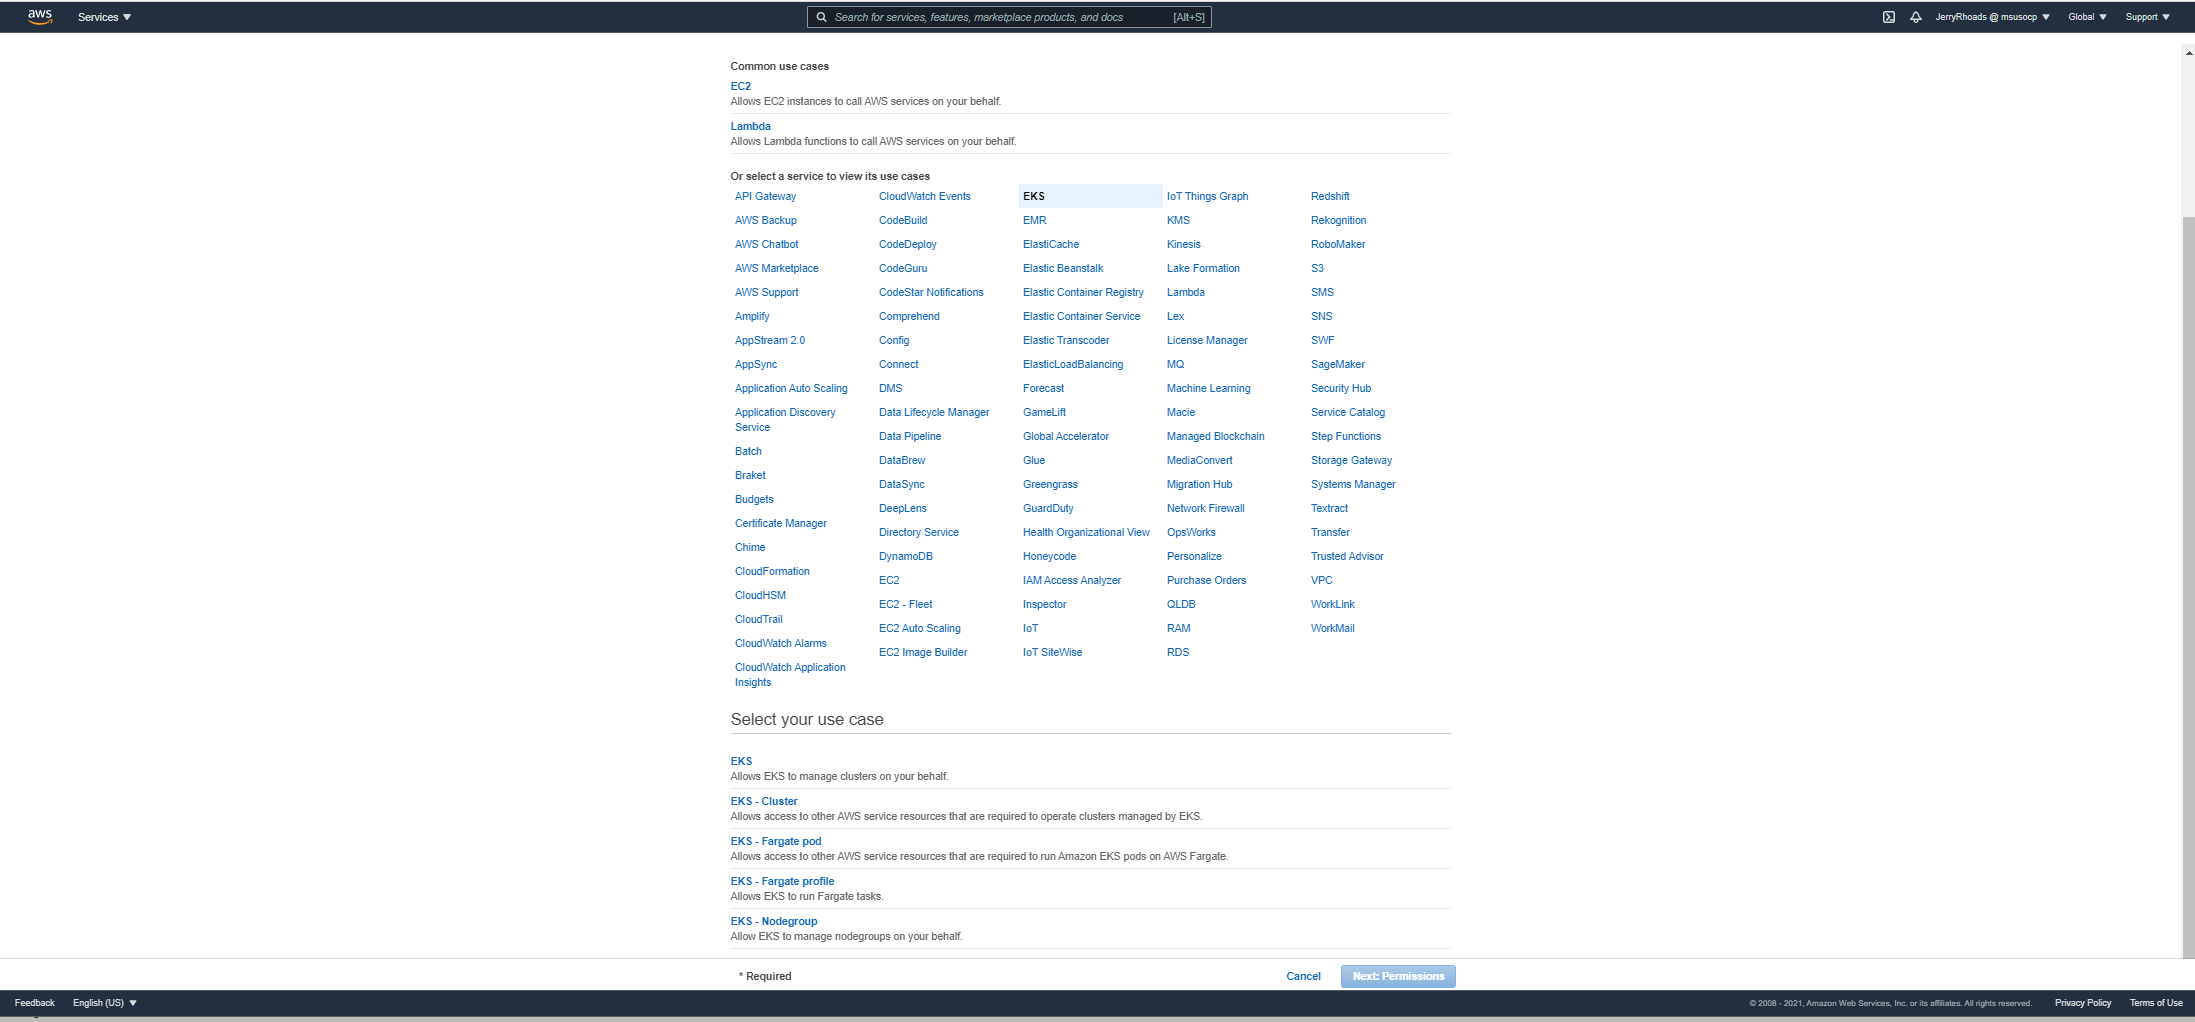 aws Services Search for services, features, marketplace products, and docs [Alt+S] JerryRhoads @ msusocp Global Support
Common use cases
EC2
Allows EC2 instances to call AWS services on your behalf.
Lambda
Allows Lambda functions to call AWS services on your behalf.
Or select a service to view its use cases
API Gateway
AWS Backup
AWS Chatbot
AWS Marketplace
AWS Support
Amplify
AppStream 2.0
AppSync
Application Auto Scaling
Application Discovery
Service
Batch
Braket
Budgets
Certificate Manager
Chime
CloudFormation
CloudHSM
CloudTrail
CloudWatch Alarms
CloudWatch Application
Insights
CloudWatch Events
CodeBuild
CodeDeploy
CodeGuru
CodeStar Notifications
Comprehend
Config
Connect
DMS
Data Lifecycle Manager
Data Pipeline
DataBrew
DataSync
DeepLens
Directory Service
DynamoDB
EC2
EC2 - Fleet
EC2 Auto Scaling
EC2 Image Builder
EKS
EMR
ElastiCache
Elastic Beanstalk
Elastic Container Registry
Elastic Container Service
Elastic Transcoder
ElasticLoadBalancing
Forecast
GameLift
Global Accelerator
Glue
Greengrass
GuardDuty
Health Organizational View
Honeycode
IAM Access Analyzer
Inspector
IoT
IoT SiteWise
IoT Things Graph
KMS
Kinesis
Lake Formation
Lambda
Lex
License Manager
MQ
Machine Learning
Macie
Managed Blockchain
MediaConvert
Migration Hub
Network Firewall
OpsWorks
Personalize
Purchase Orders
QLDB
RAM
RDS
Redshift
Rekognition
RoboMaker
S3
SMS
SNS
SWF
SageMaker
Security Hub
Service Catalog
Step Functions
Storage Gateway
Systems Manager
Textract
Transfer
Trusted Advisor
VPC
WorkLink
WorkMail
Select your use case
EKS
Allows EKS to manage clusters on your behalf.
EKS - Cluster
Allows access to other AWS service resources that are required to operate clusters managed by EKS.
EKS - Fargate pod
Allows access to other AWS service resources that are required to run Amazon EKS pods on AWS Fargate.
EKS - Fargate profile
Allows EKS to run Fargate tasks.
EKS - Nodegroup
Allow EKS to manage nodegroups on your behalf.
* Required Cancel Next: Permissions
Feedback English (US) © 2008 - 2021, Amazon Web Services, Inc. or its affiliates. All rights reserved. Privacy Policy Terms of Use